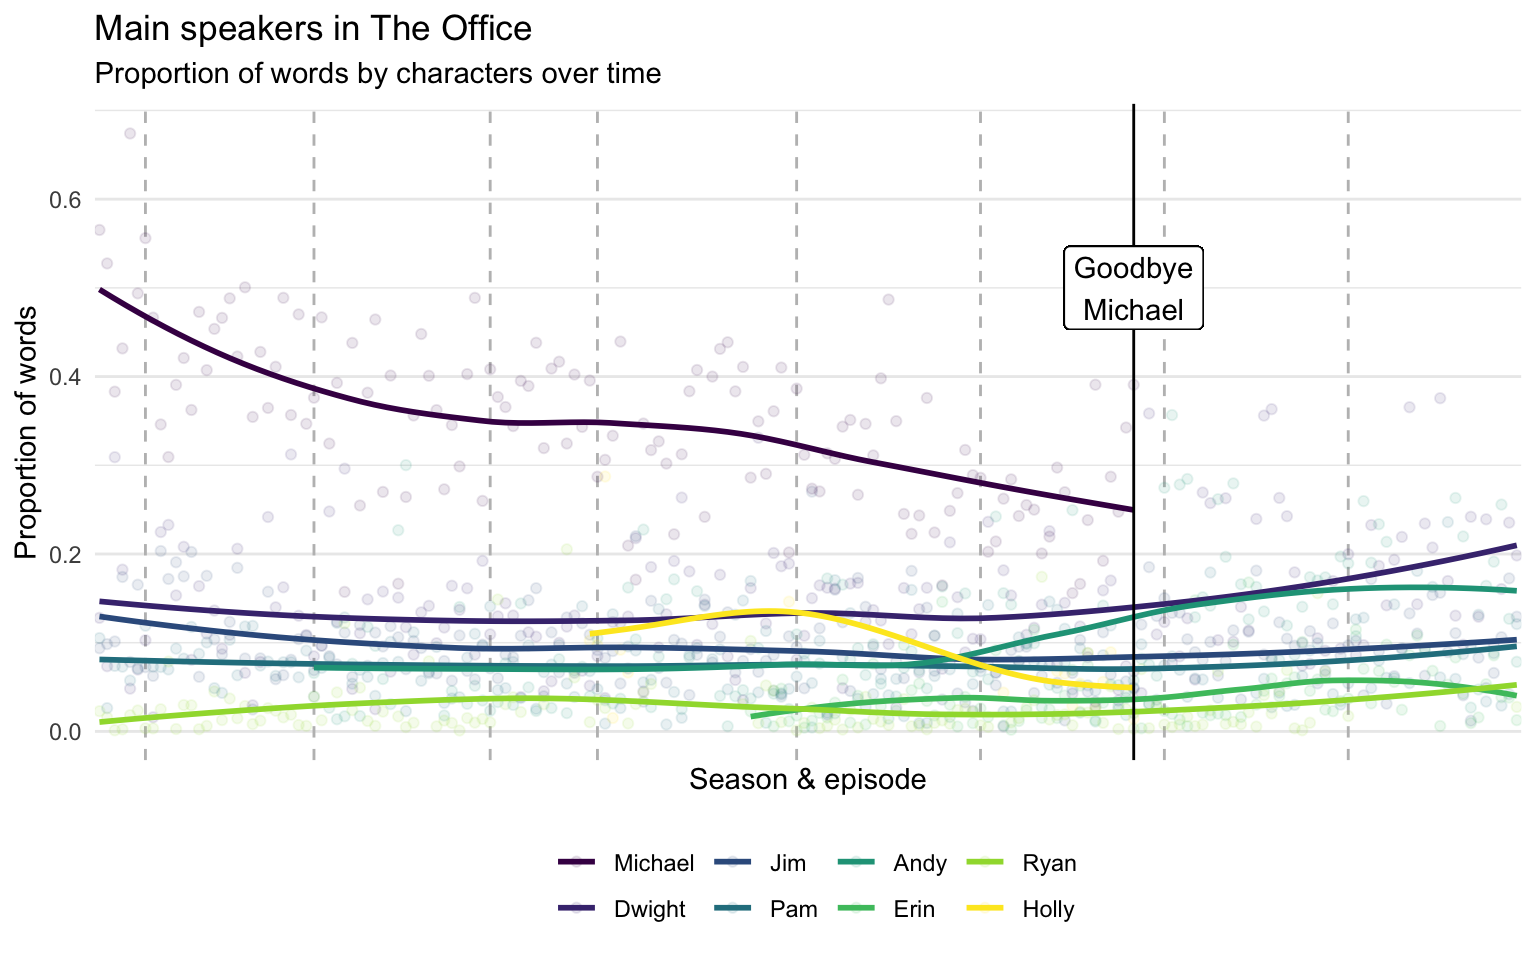 Main speakers in The Office
Proportion of words by characters over time
Proportion of words
0.6
0.4
0.2
0.0
Goodbye
Michael
Season & episode
Michael Jim Andy Ryan
Dwight Pam Erin Holly